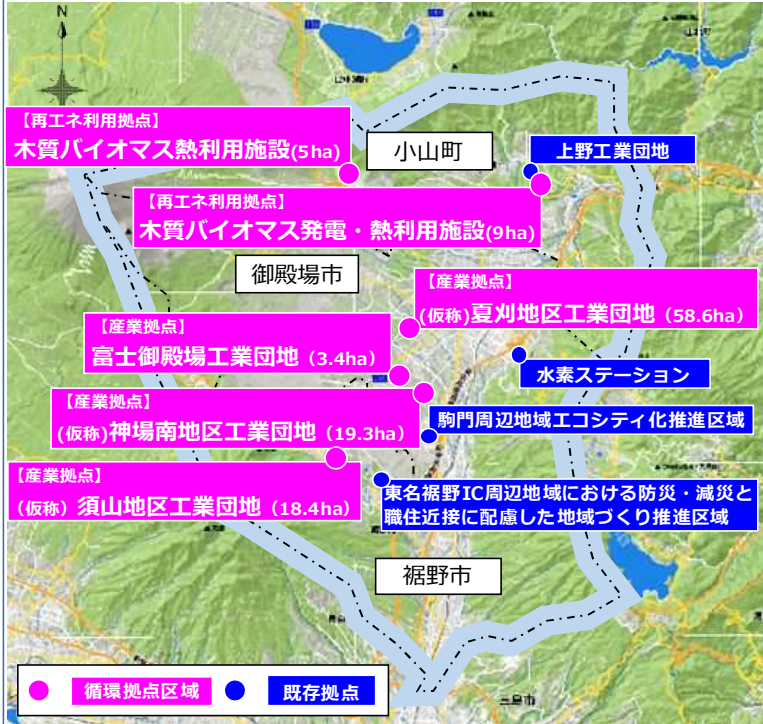 N
【再エネ利用拠点】
木質バイオマス熱利用施設(5ha)
小山町
上野工業団地
【再エネ利用拠点】
木質バイオマス発電・熱利用施設(9ha)
御殿場市
【産業拠点】
(仮称)夏刈地区工業団地（58.6ha）
【産業拠点】
富士御殿場工業団地（3.4ha）
水素ステーション
【産業拠点】
(仮称)神場南地区工業団地（19.3ha）
駒門周辺地域エコシティ化推進区域
【産業拠点】
（仮称）須山地区工業団地（18.4ha）
東名裾野IC周辺地域における防災・減災と
職住近接に配慮した地域づくり推進区域
裾野市
循環拠点区域
既存拠点
三島市